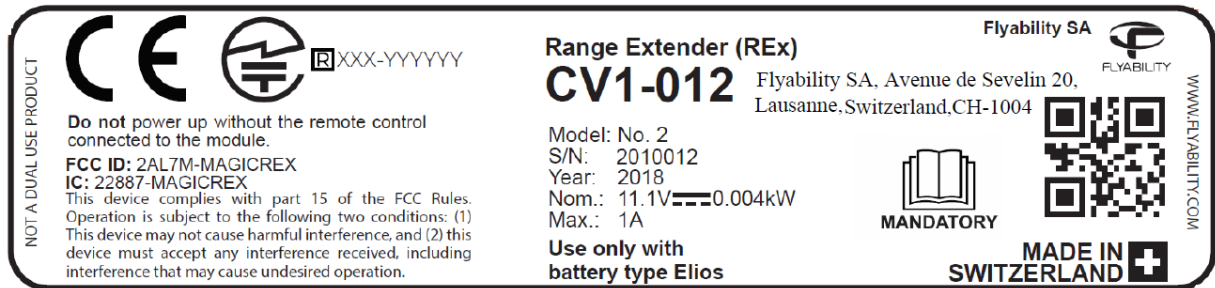 NOT A DUAL USE PRODUCT
CE
R XXX-YYYYYY
Do not power up without the remote control
connected to the module.
FCC ID: 2AL7M-MAGICREX
IC: 22887-MAGICREX
This device complies with part 15 of the FCC Rules.
Operation is subject to the following two conditions: (1)
This device may not cause harmful interference, and (2) this
device must accept any interference received, including
interference that may cause undesired operation.
Range Extender (REx)
CV1-012
Flyability SA, Avenue de Sevelin 20,
Lausanne,Switzerland,CH-1004
Model: No. 2
S/N: 2010012
Year: 2018
Nom.: 11.1V⎓0.004kW
Max.: 1A
Use only with
battery type Elios
Flyability SA
FLYABILITY
MANDATORY
MADE IN
SWITZERLAND
WWW.FLYABILITY.COM